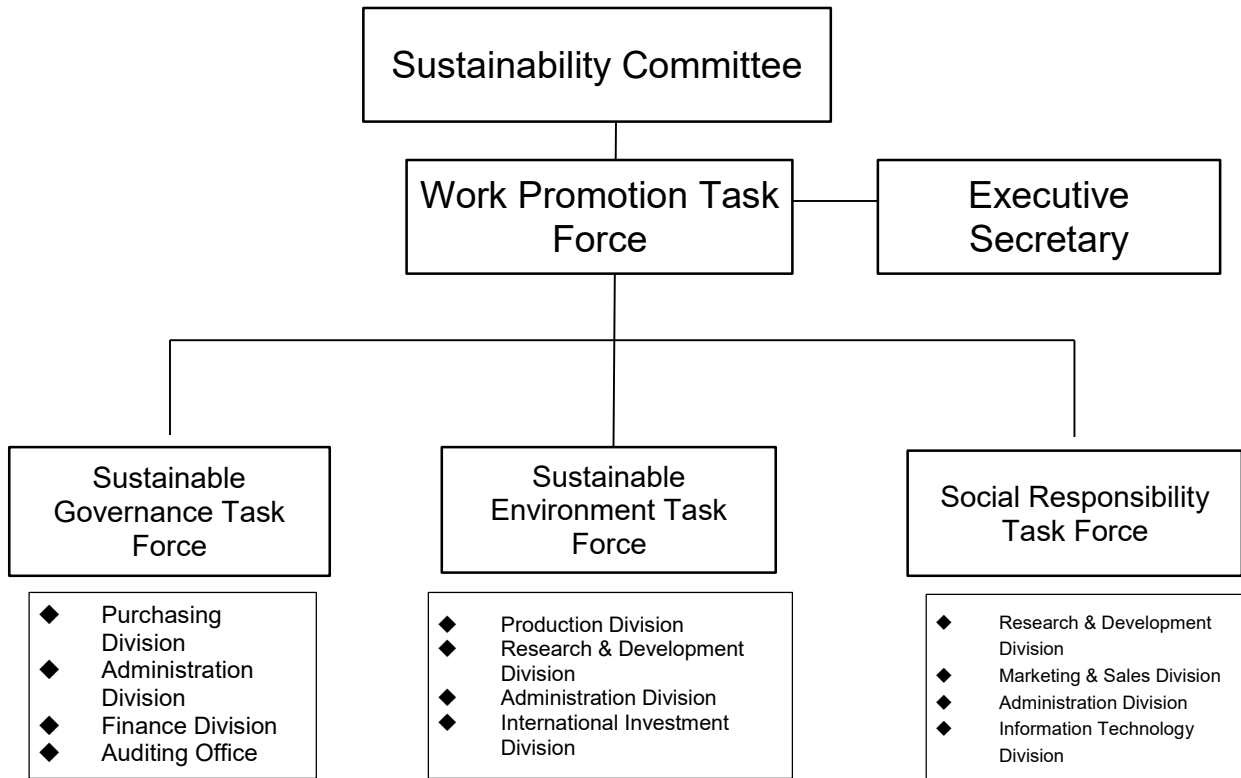 Sustainability Committee
Work Promotion Task
Force
Executive
Secretary
Sustainable
Governance Task
Force
Sustainable
Environment Task
Force
Social Responsibility
Task Force
◆ Purchasing
Division
◆ Administration
Division
◆ Finance Division
◆ Auditing Office
◆ Production Division
◆ Research & Development
Division
◆ Administration Division
◆ International Investment
Division
◆ Research & Development
Division
◆ Marketing & Sales Division
◆ Administration Division
◆ Information Technology
Division